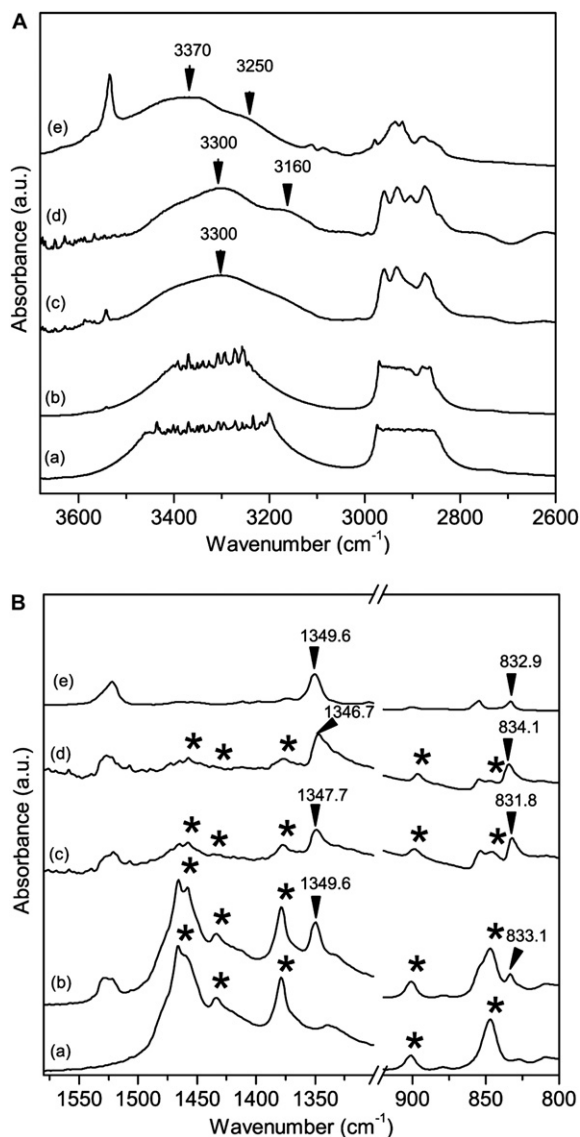 A
3370
3250
(e)
3300
3160
(d)
3300
(c)
(b)
(a)
Absorbance (a.u.)
3600 3400 3200 3000 2800 2600
Wavenumber (cm-1)
B
1349.6
832.9
(e)
1346.7
834.1
(d)
* * * * *
1347.7
831.8
(c)
* * * * *
1349.6
833.1
(b)
* * * * *
(a)
* * * * *
Absorbance (a.u.)
1550 1500 1450 1400 1350 900 850 800
Wavenumber (cm-1)